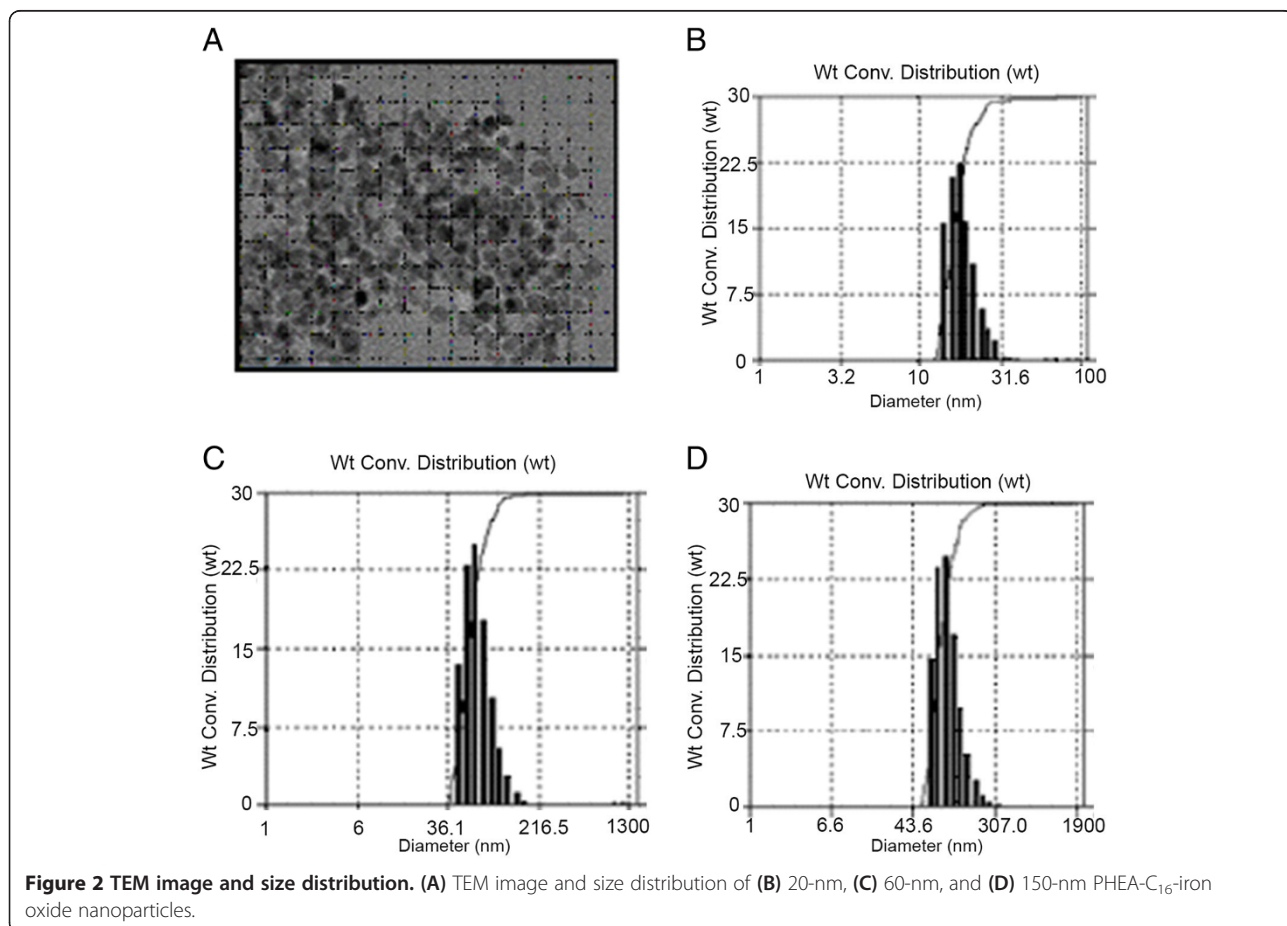 A
B
Wt Conv. Distribution (wt)
Wt Conv. Distribution (wt)
30
22.5
15
7.5
0
1 3.2 10 31.6 100
Diameter (nm)
C
Wt Conv. Distribution (wt)
Wt Conv. Distribution (wt)
30
22.5
15
7.5
0
1 6 36.1 216.5 1300
Diameter (nm)
D
Wt Conv. Distribution (wt)
Wt Conv. Distribution (wt)
30
22.5
15
7.5
0
1 6.6 43.6 307.0 1900
Diameter (nm)
Figure 2 TEM image and size distribution. (A) TEM image and size distribution of (B) 20-nm, (C) 60-nm, and (D) 150-nm PHEA-C₁₆-iron
oxide nanoparticles.